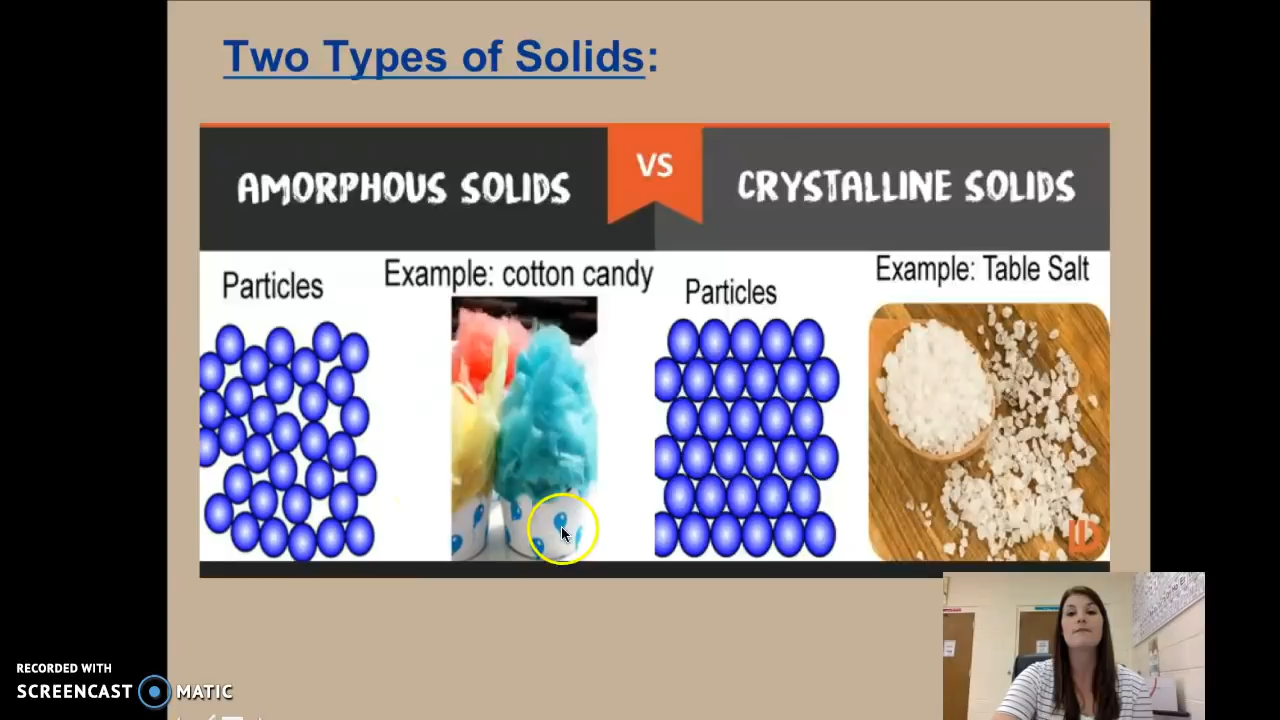 Two Types of Solids:
AMORPHOUS SOLIDS
VS
CRYSTALLINE SOLIDS
Particles
Example: cotton candy
Particles
Example: Table Salt
RECORDED WITH
SCREENCAST MATIC